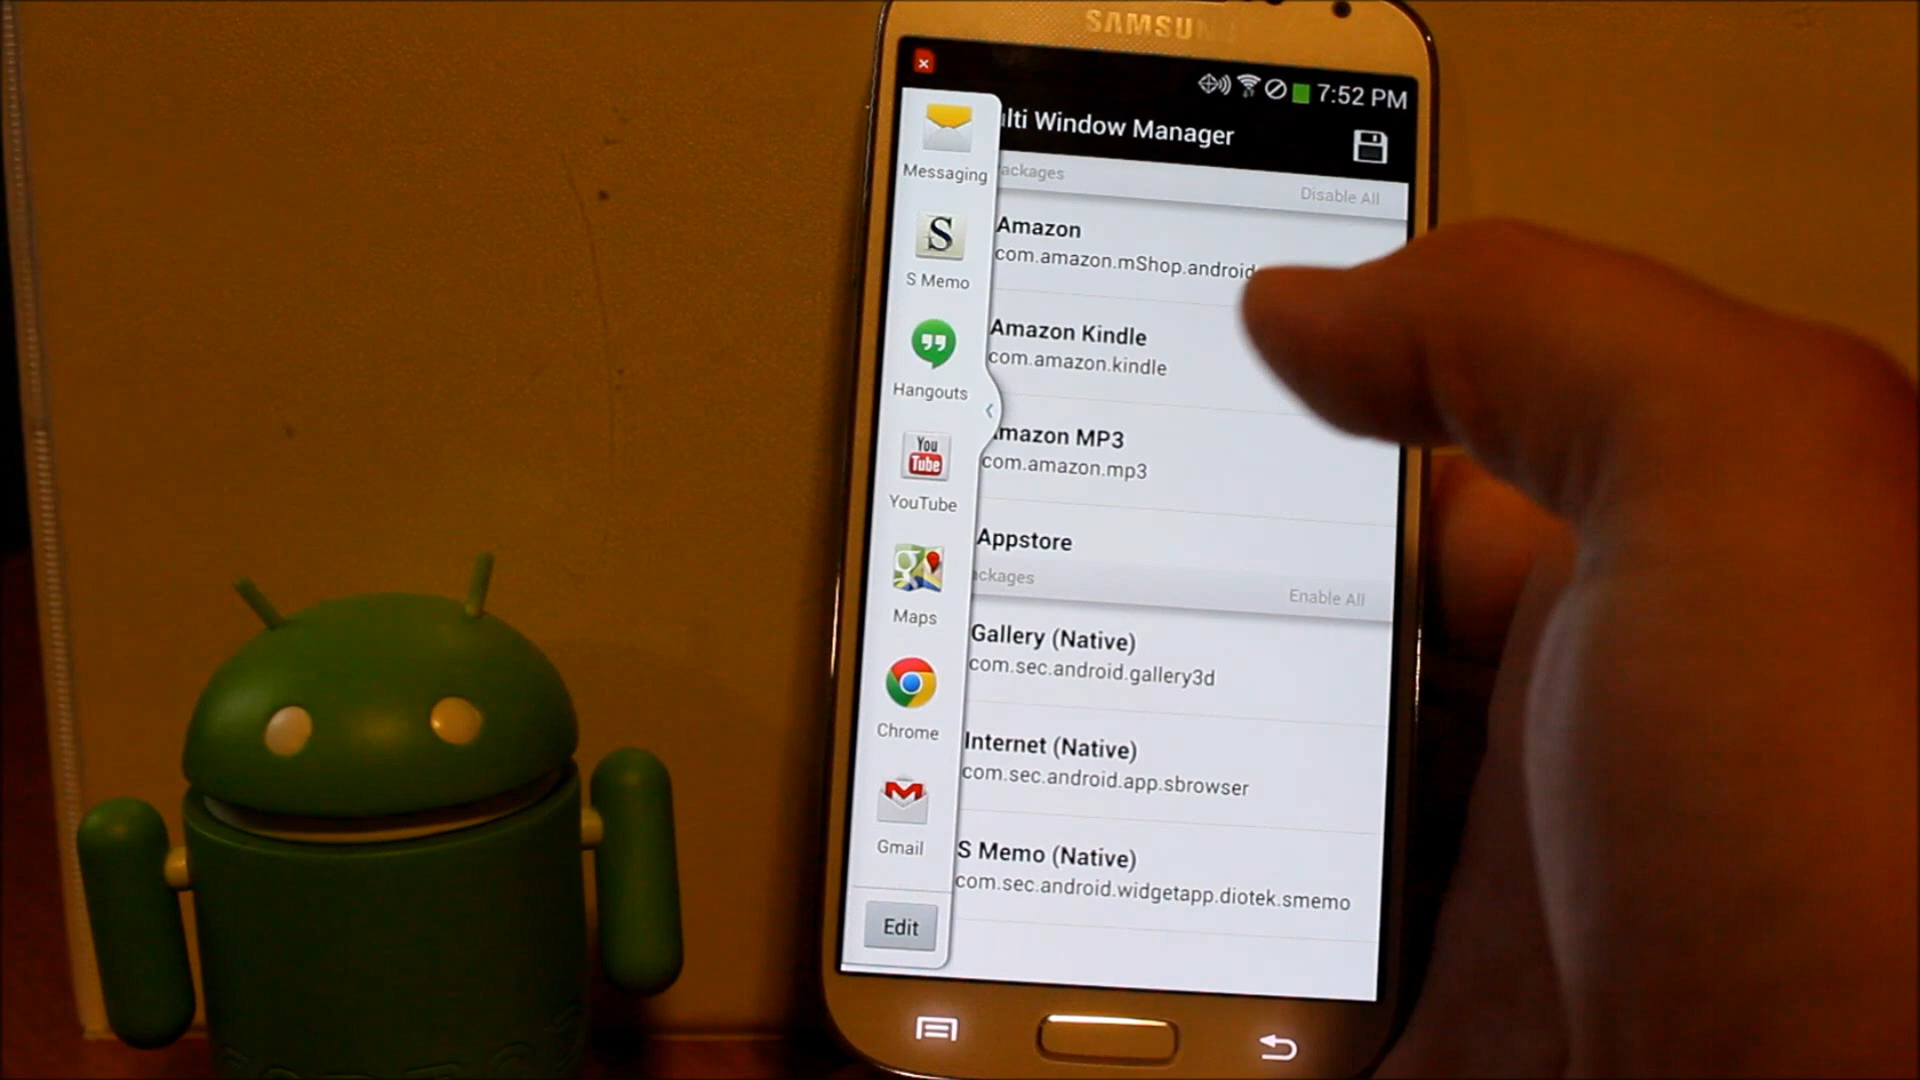 SAMSUN
7:52 PM
lti Window Manager
ackages
Disable All
Amazon
com.amazon.mShop.android
Amazon Kindle
com.amazon.kindle
mazon MP3
com.amazon.mp3
Appstore
ckages
Enable All
Gallery (Native)
com.sec.android.gallery3d
Internet (Native)
com.sec.android.app.sbrowser
S Memo (Native)
com.sec.android.widgetapp.diotek.smemo
Messaging
S
S Memo
Hangouts
You
Tube
YouTube
Maps
Chrome
Gmail
Edit